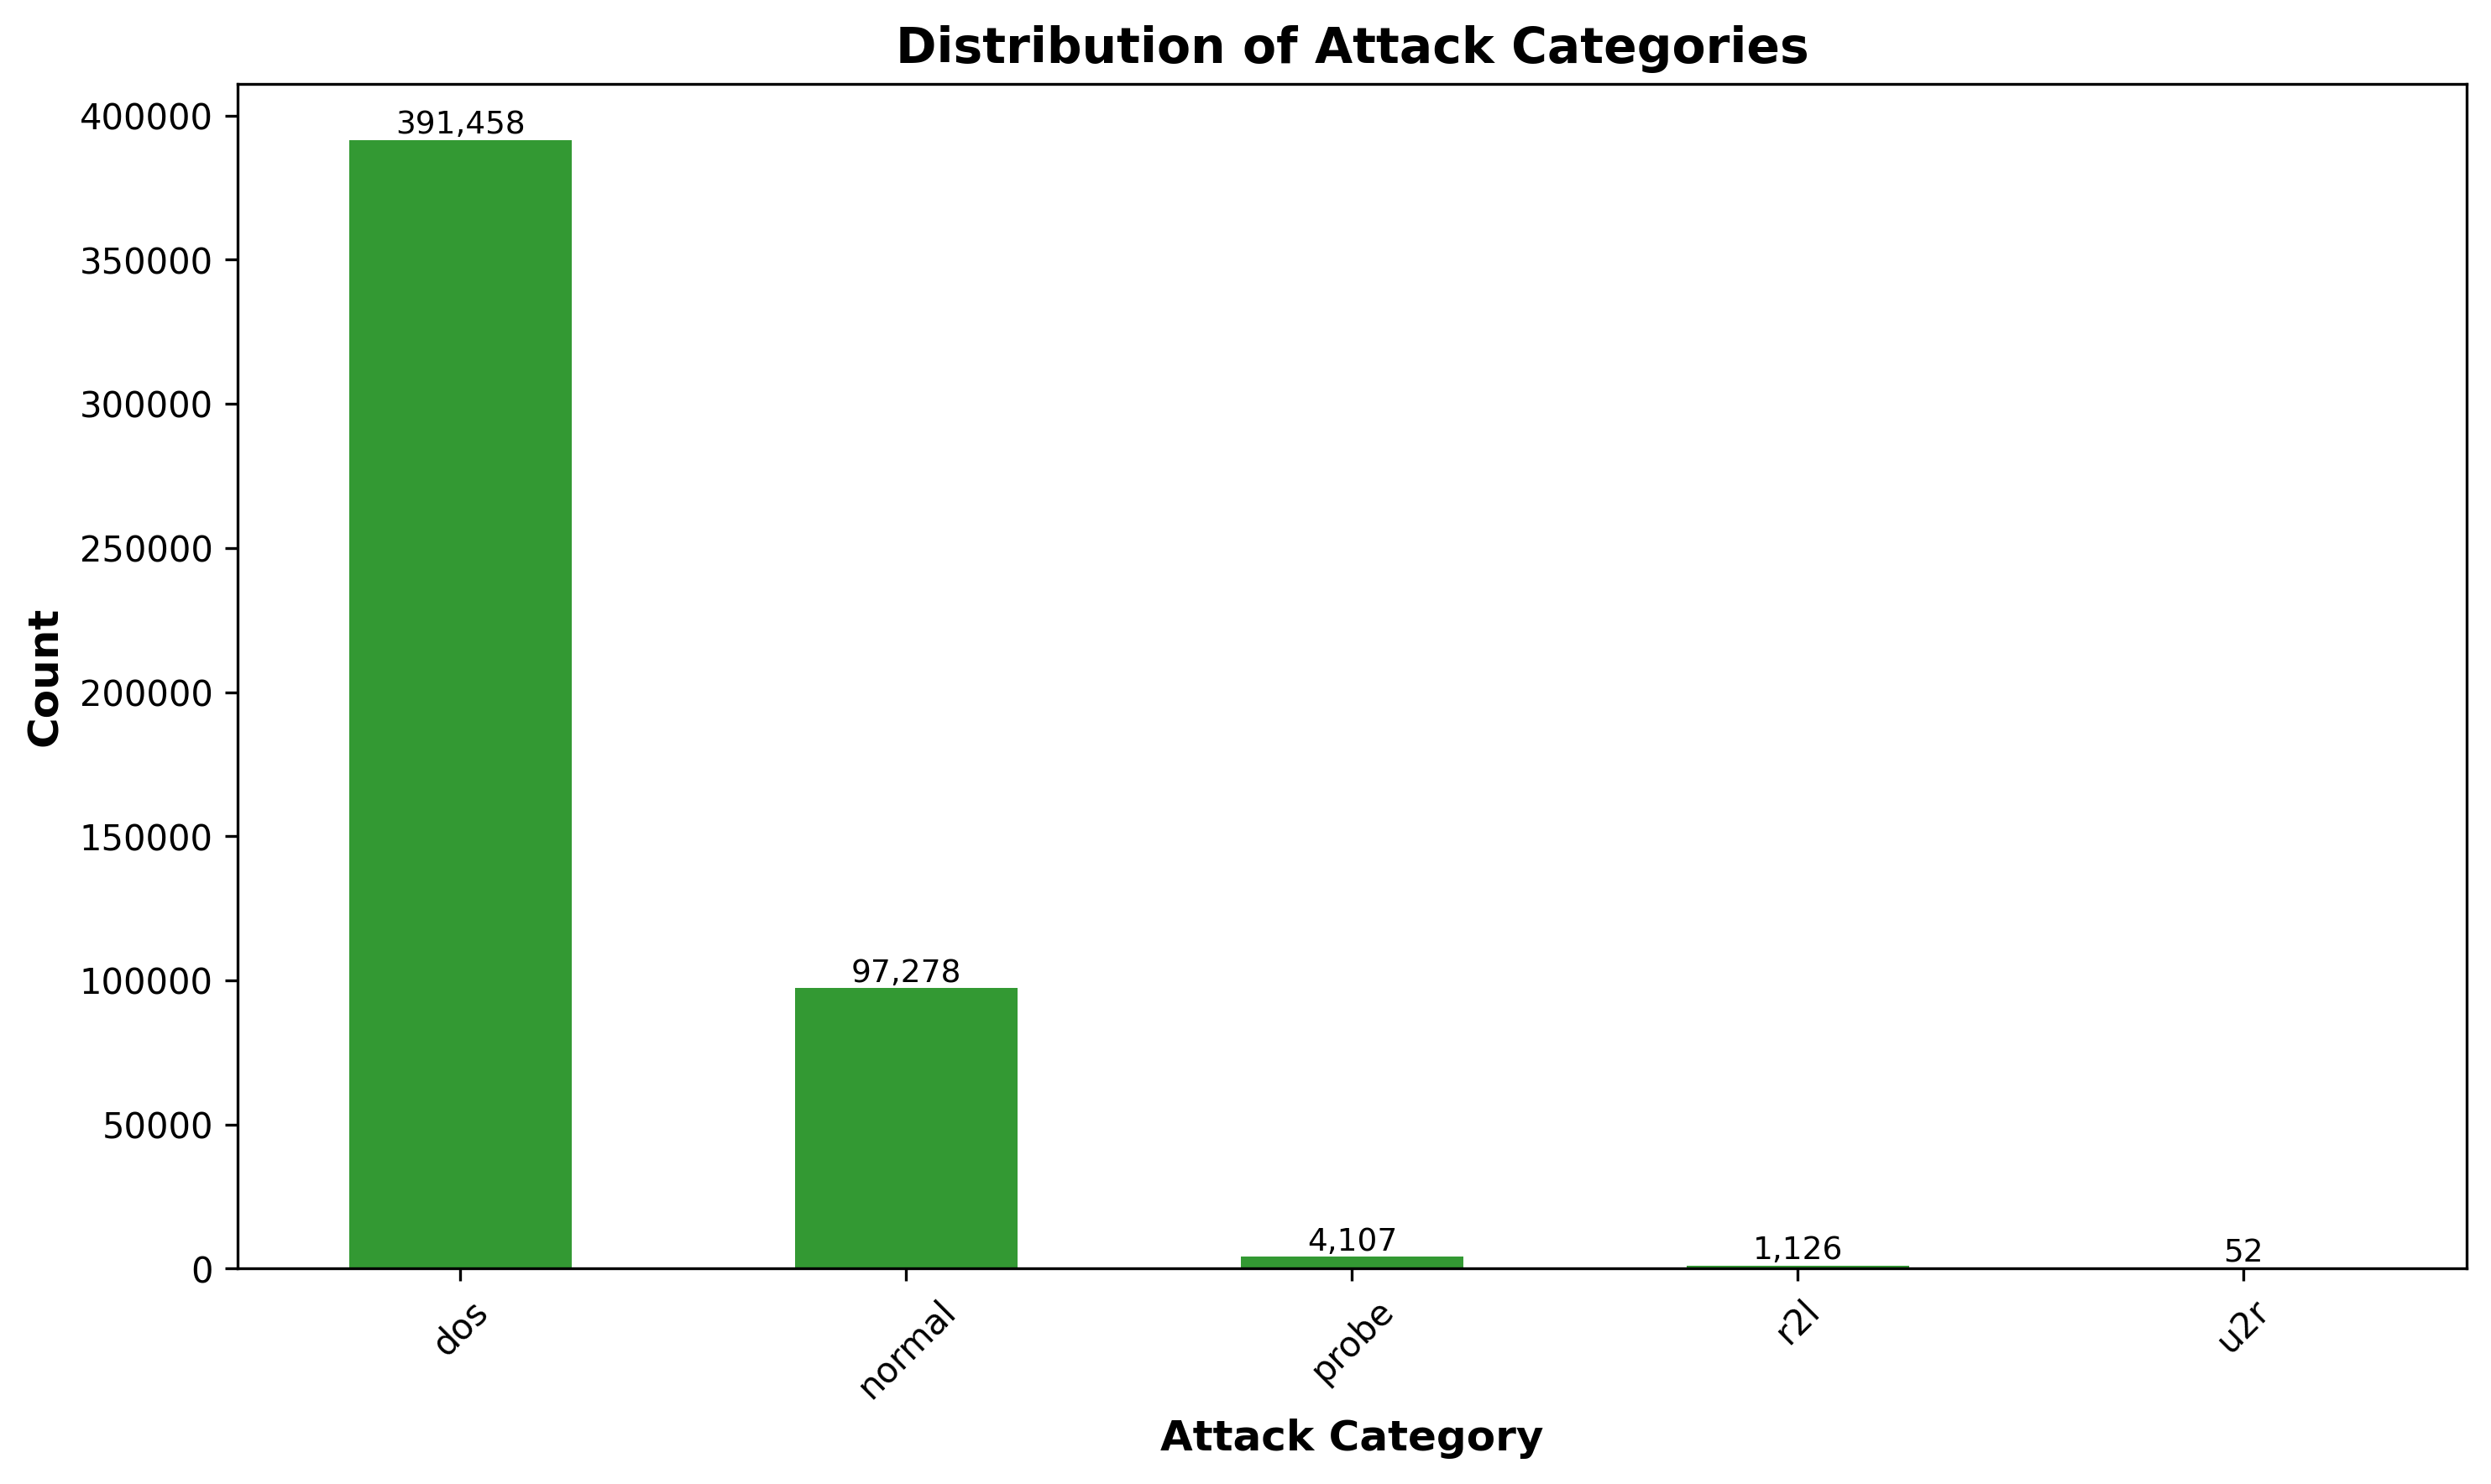 Distribution of Attack Categories
400000
350000
300000
250000
200000
150000
100000
50000
0
Count
391,458
97,278
4,107
1,126
52
dos
normal
probe
r2l
u2r
Attack Category